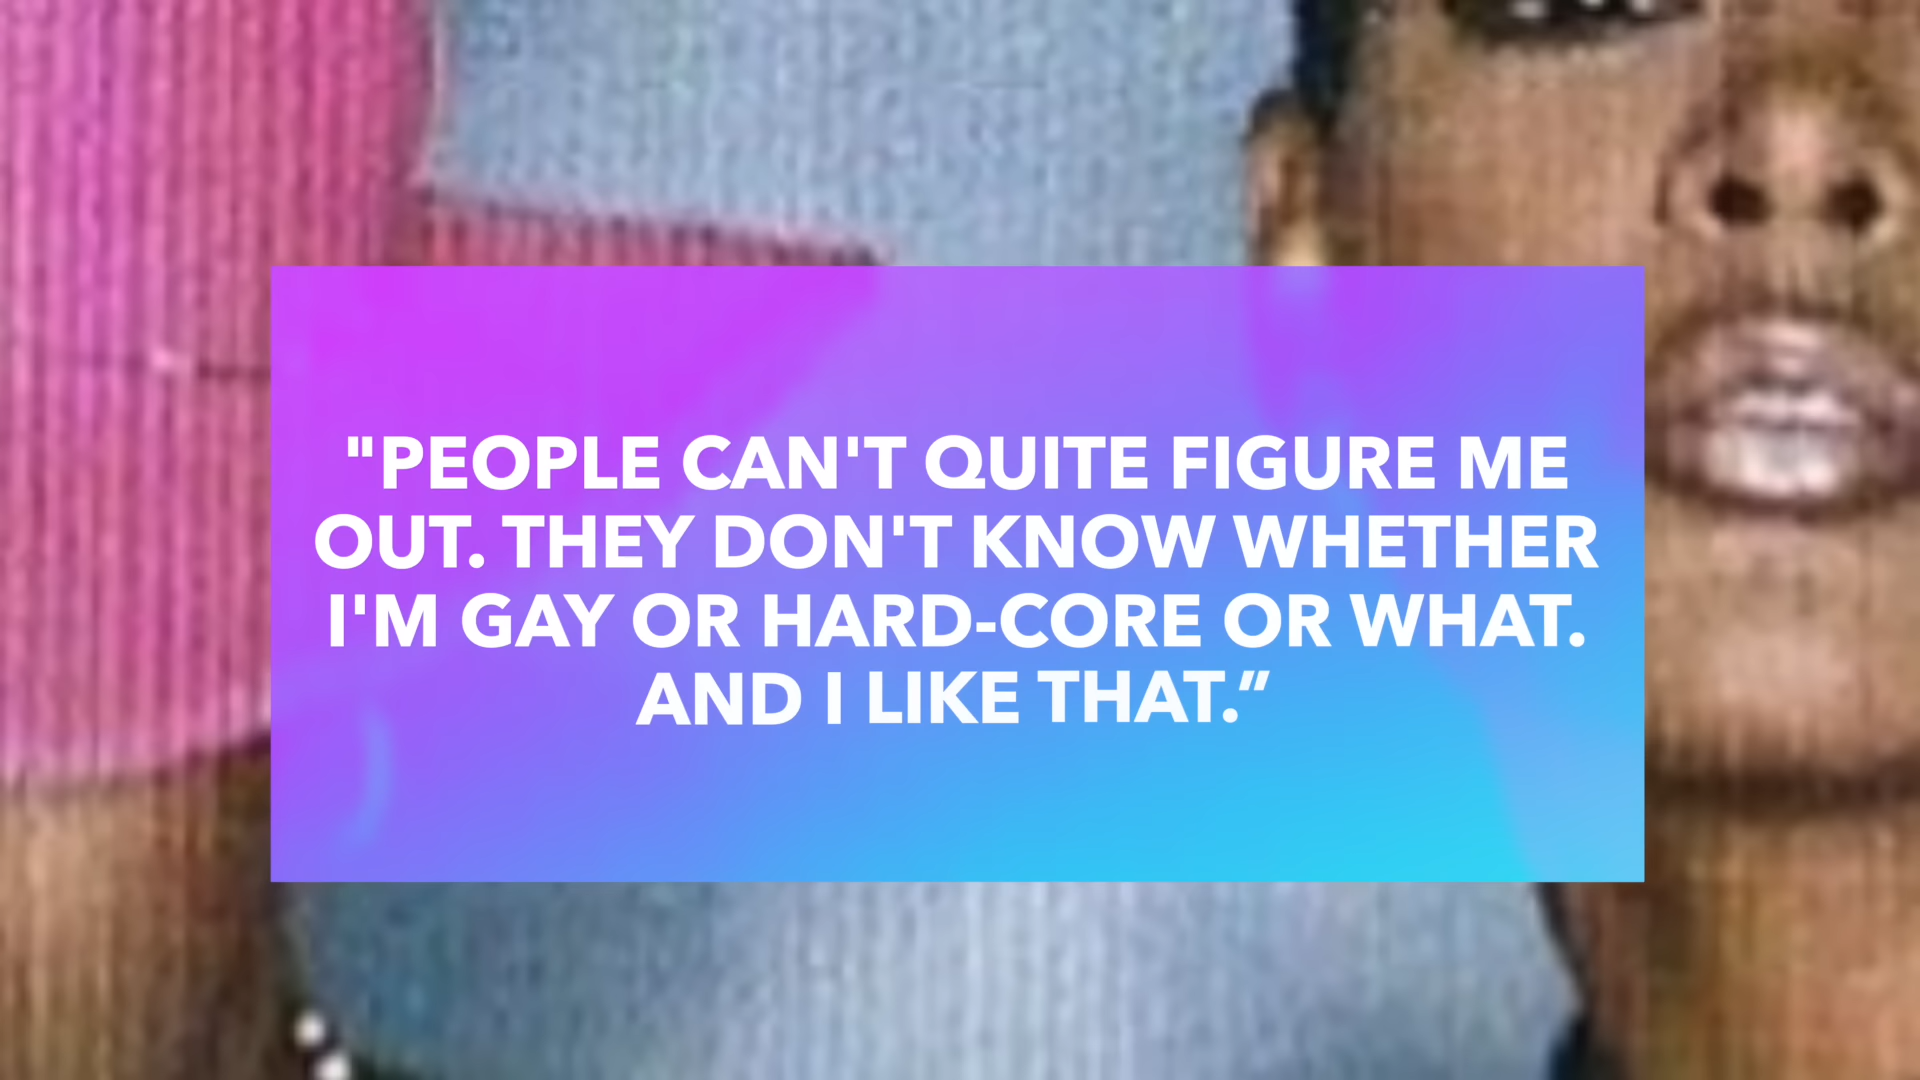 "PEOPLE CAN'T QUITE FIGURE ME
OUT. THEY DON'T KNOW WHETHER
I'M GAY OR HARD-CORE OR WHAT.
AND I LIKE THAT.”